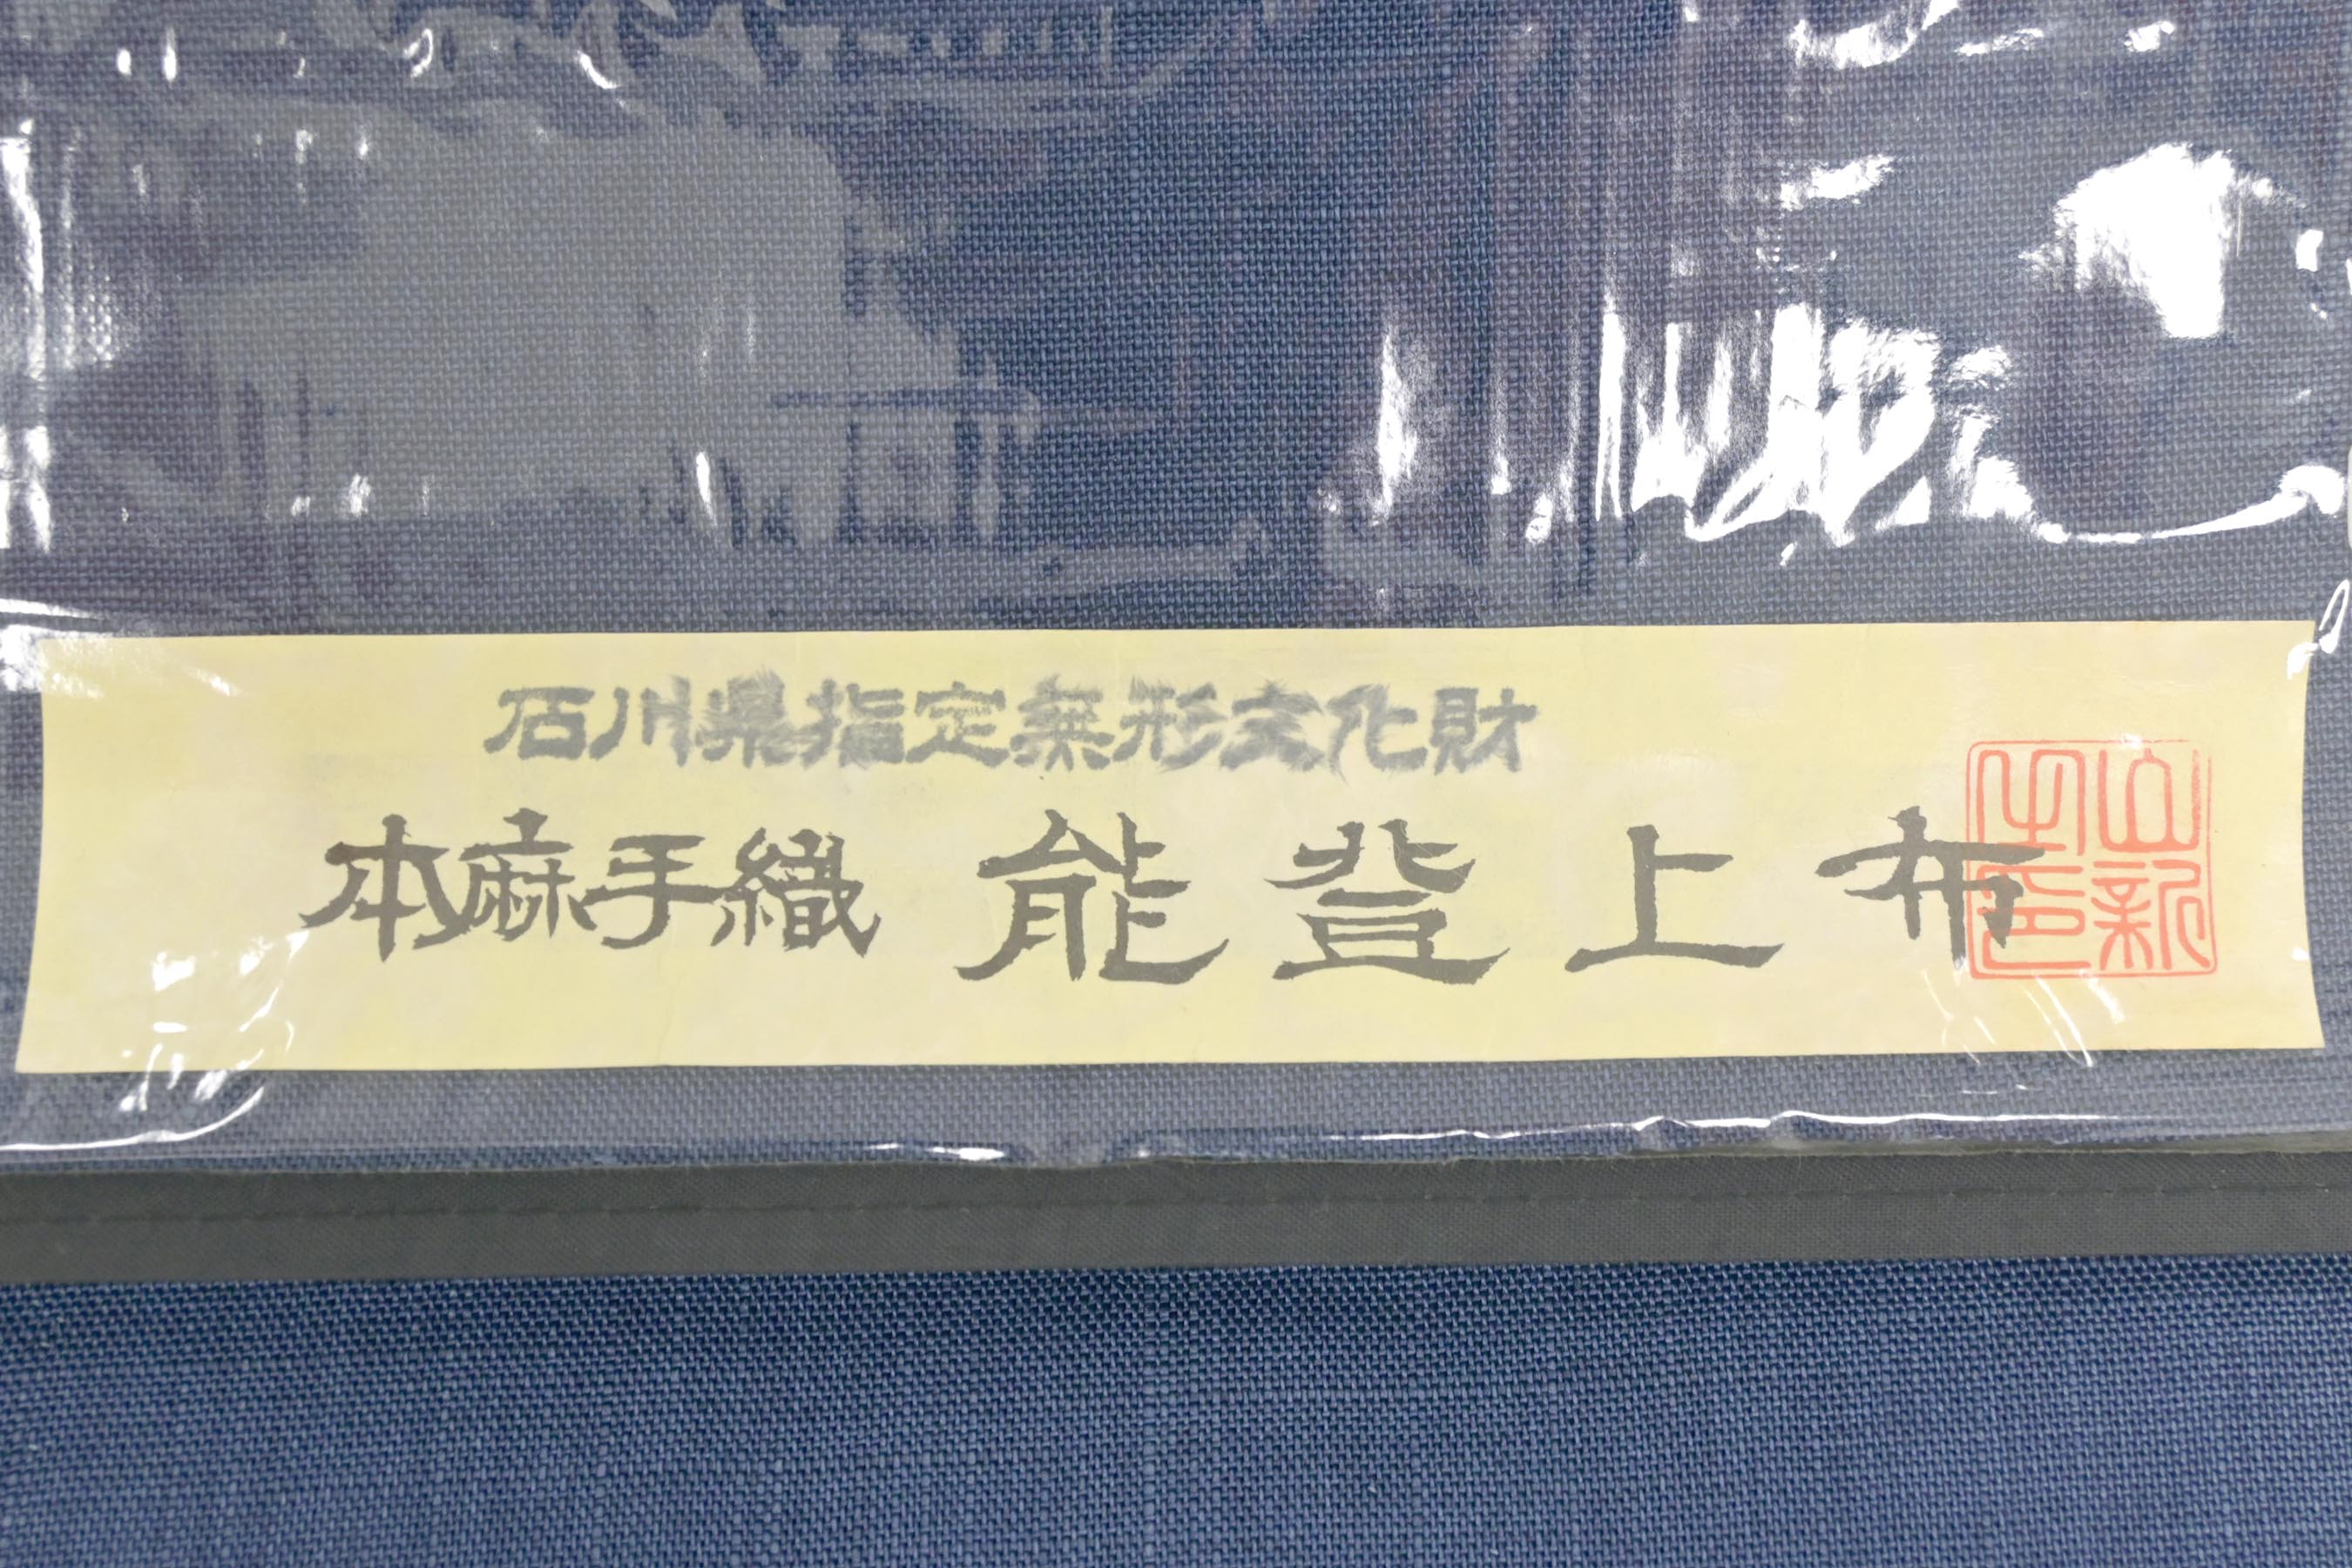 石川県指定無形文化財
本麻手織 能登上布